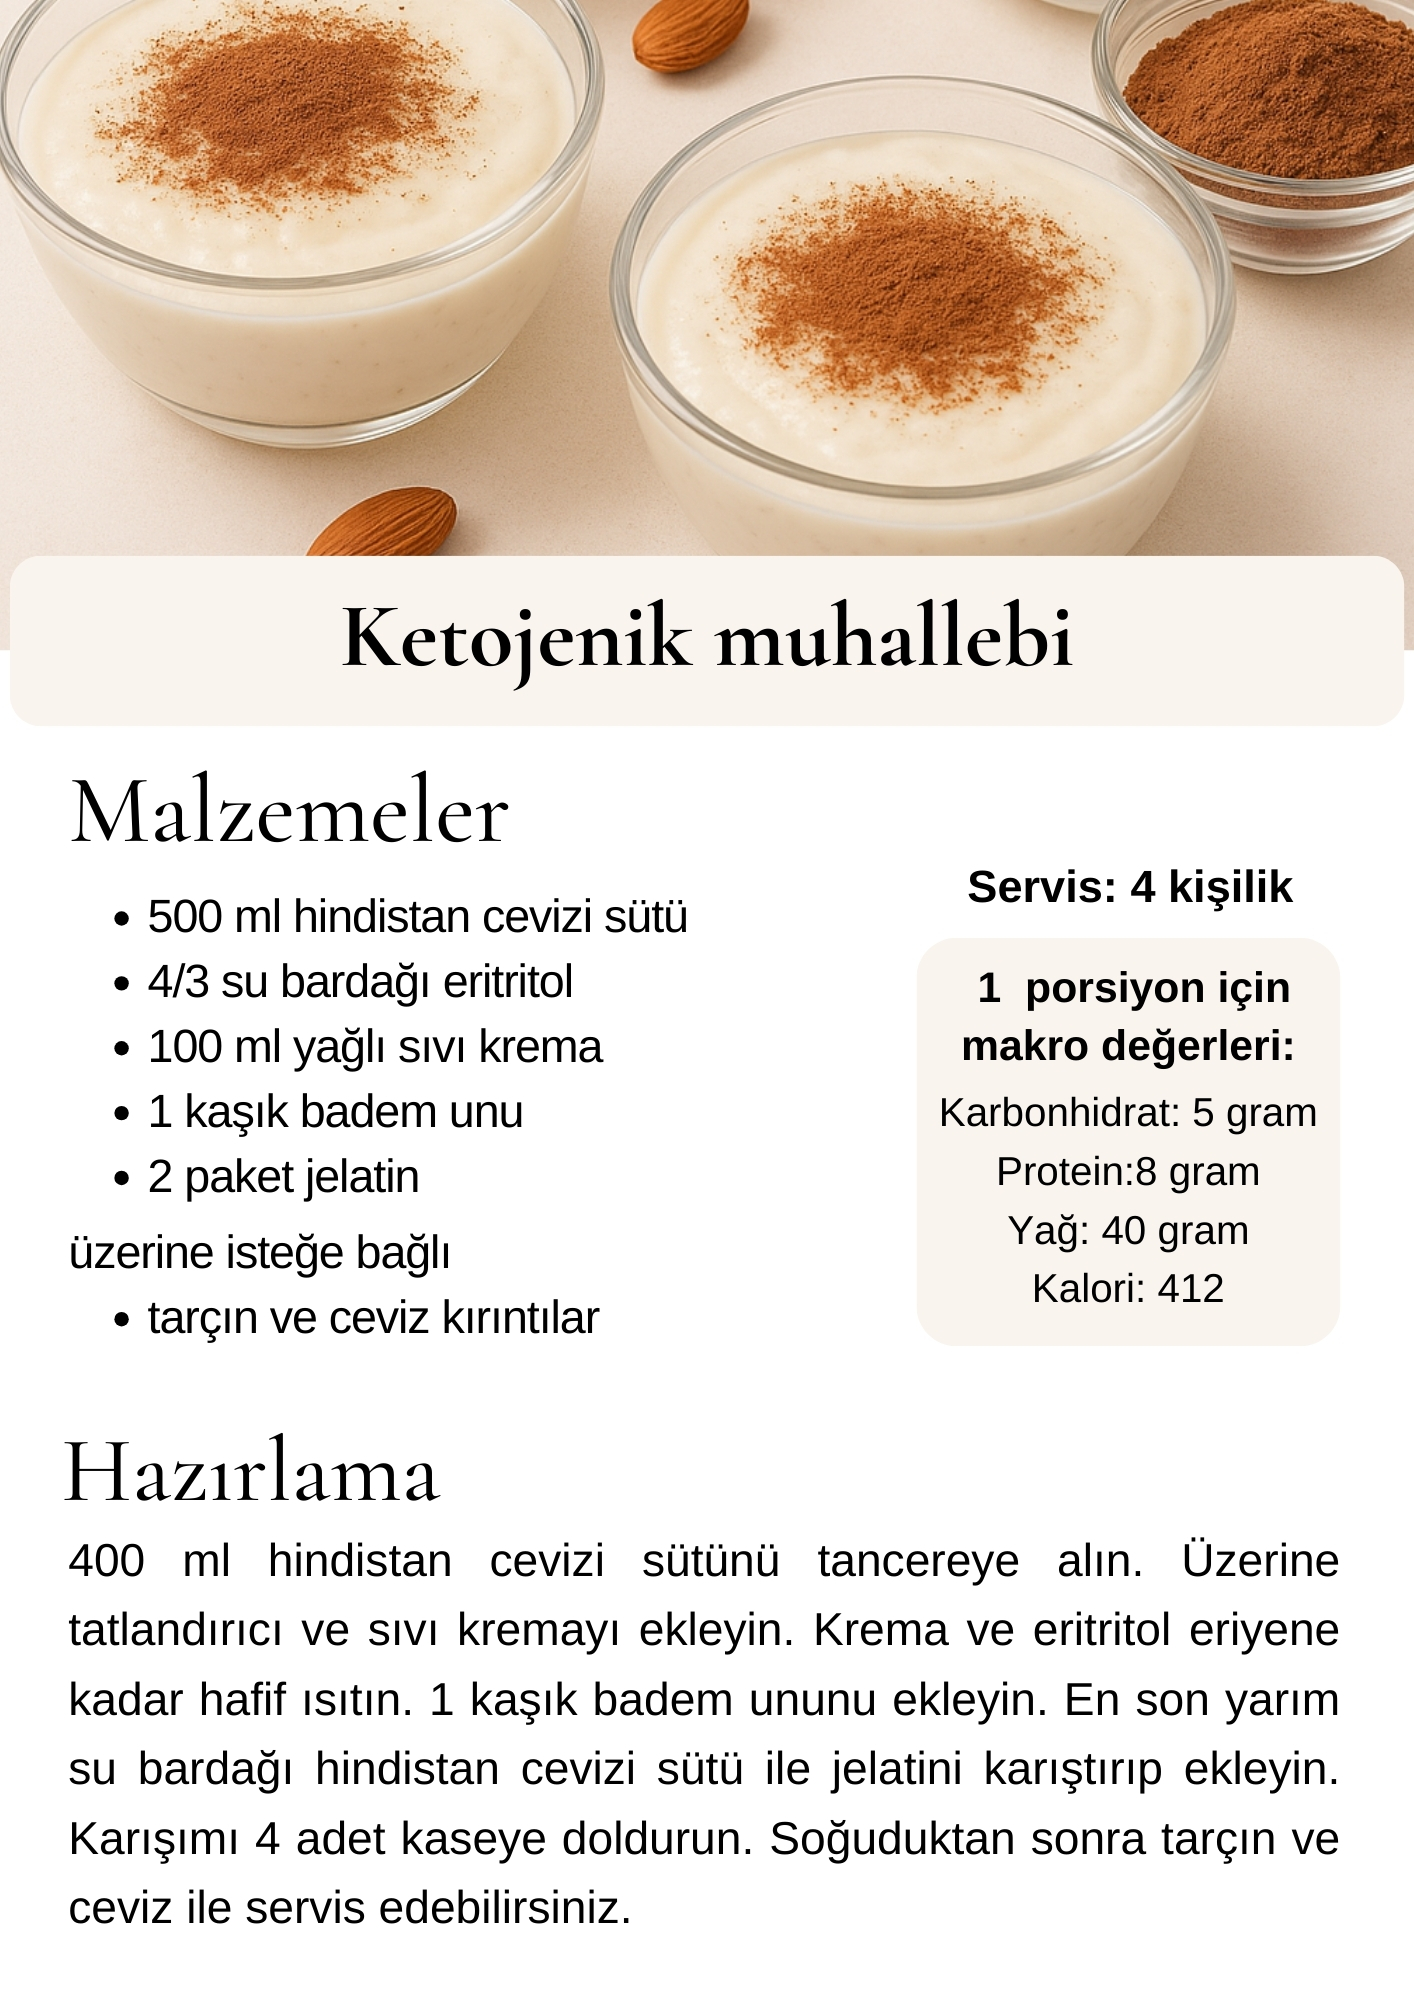 Ketojenik muhallebi
Malzemeler
• 500 ml hindistan cevizi sütü
• 4/3 su bardağı eritritol
• 100 ml yağlı sıvı krema
• 1 kaşık badem unu
• 2 paket jelatin
üzerine isteğe bağlı
• tarçın ve ceviz kırıntılar
Servis: 4 kişilik
1 porsiyon için
makro değerleri:
Karbonhidrat: 5 gram
Protein:8 gram
Yağ: 40 gram
Kalori: 412
Hazırlama
400 ml hindistan cevizi sütünü tancereye alın. Üzerine
tatlandırıcı ve sıvı kremayı ekleyin. Krema ve eritritol eriyene
kadar hafif ısıtın. 1 kaşık badem ununu ekleyin. En son yarım
su bardağı hindistan cevizi sütü ile jelatini karıştırıp ekleyin.
Karışımı 4 adet kaseye doldurun. Soğuduktan sonra tarçın ve
ceviz ile servis edebilirsiniz.